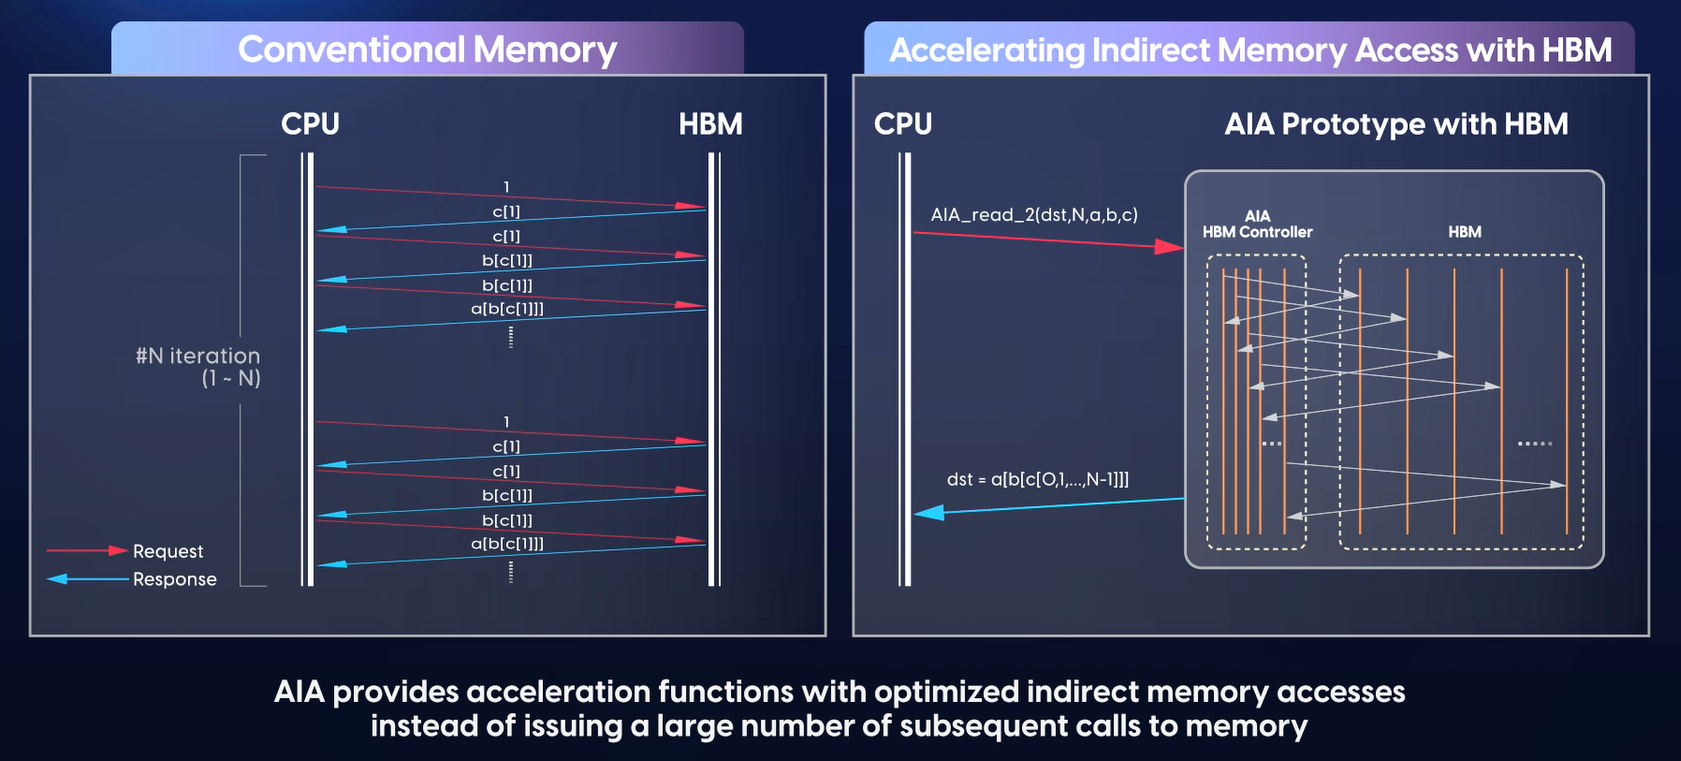 Conventional Memory
CPU
HBM
1
c[1]
c[1]
b[c[1]]
b[c[1]]
a[b[c[1]]]
#N iteration
(1 ~ N)
1
c[1]
c[1]
b[c[1]]
b[c[1]]
a[b[c[1]]]
Request
Response
Accelerating Indirect Memory Access with HBM
CPU
AIA Prototype with HBM
AIA_read_2(dst,N,a,b,c)
AIA
HBM Controller
HBM
dst = a[b[c[0,1,...,N-1]]]
AIA provides acceleration functions with optimized indirect memory accesses
instead of issuing a large number of subsequent calls to memory